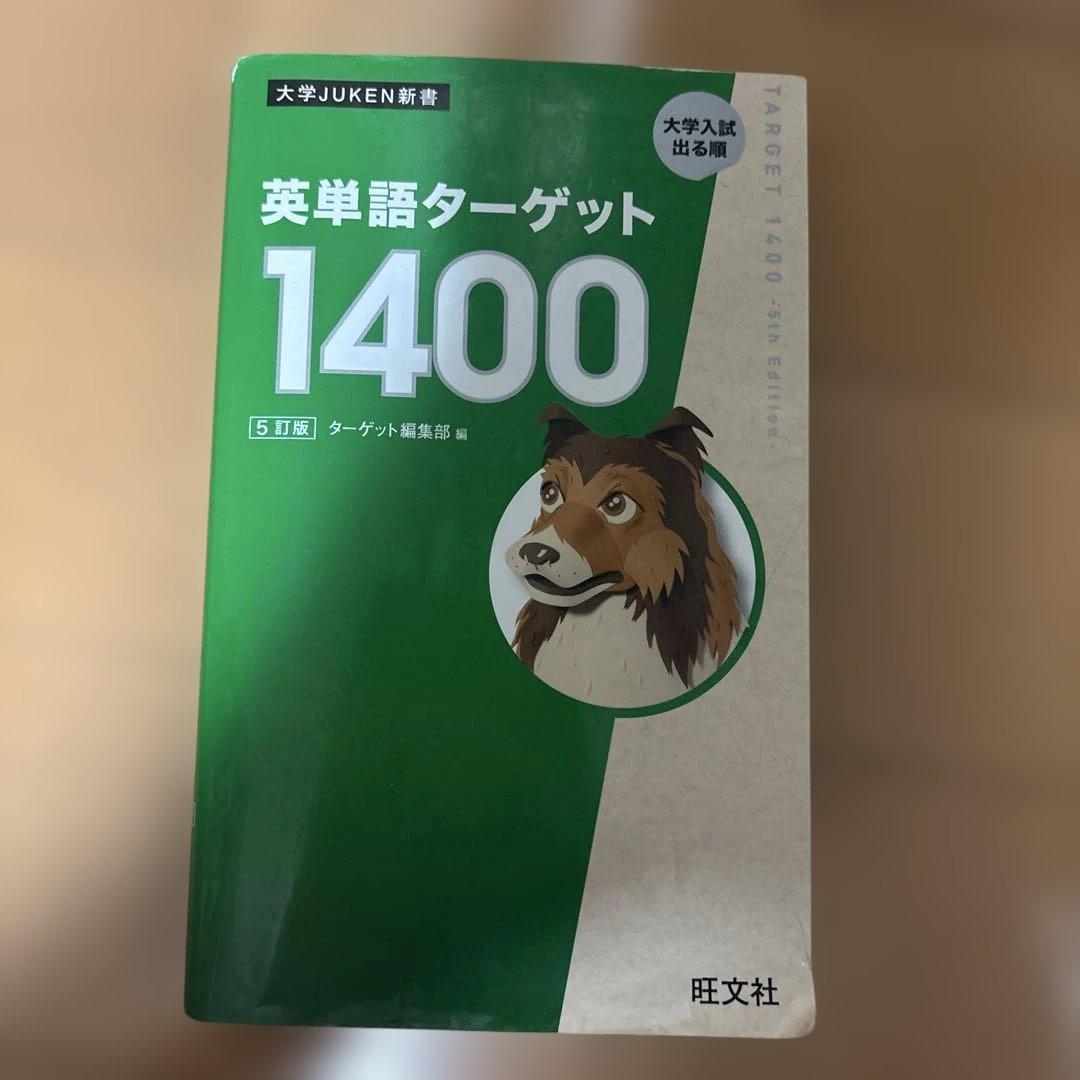 大学JUKEN新書
大学入試
出る順
英単語ターゲット
1400
5訂版 ターゲット編集部 編
TARGET 1400 -5th Edition-
旺文社